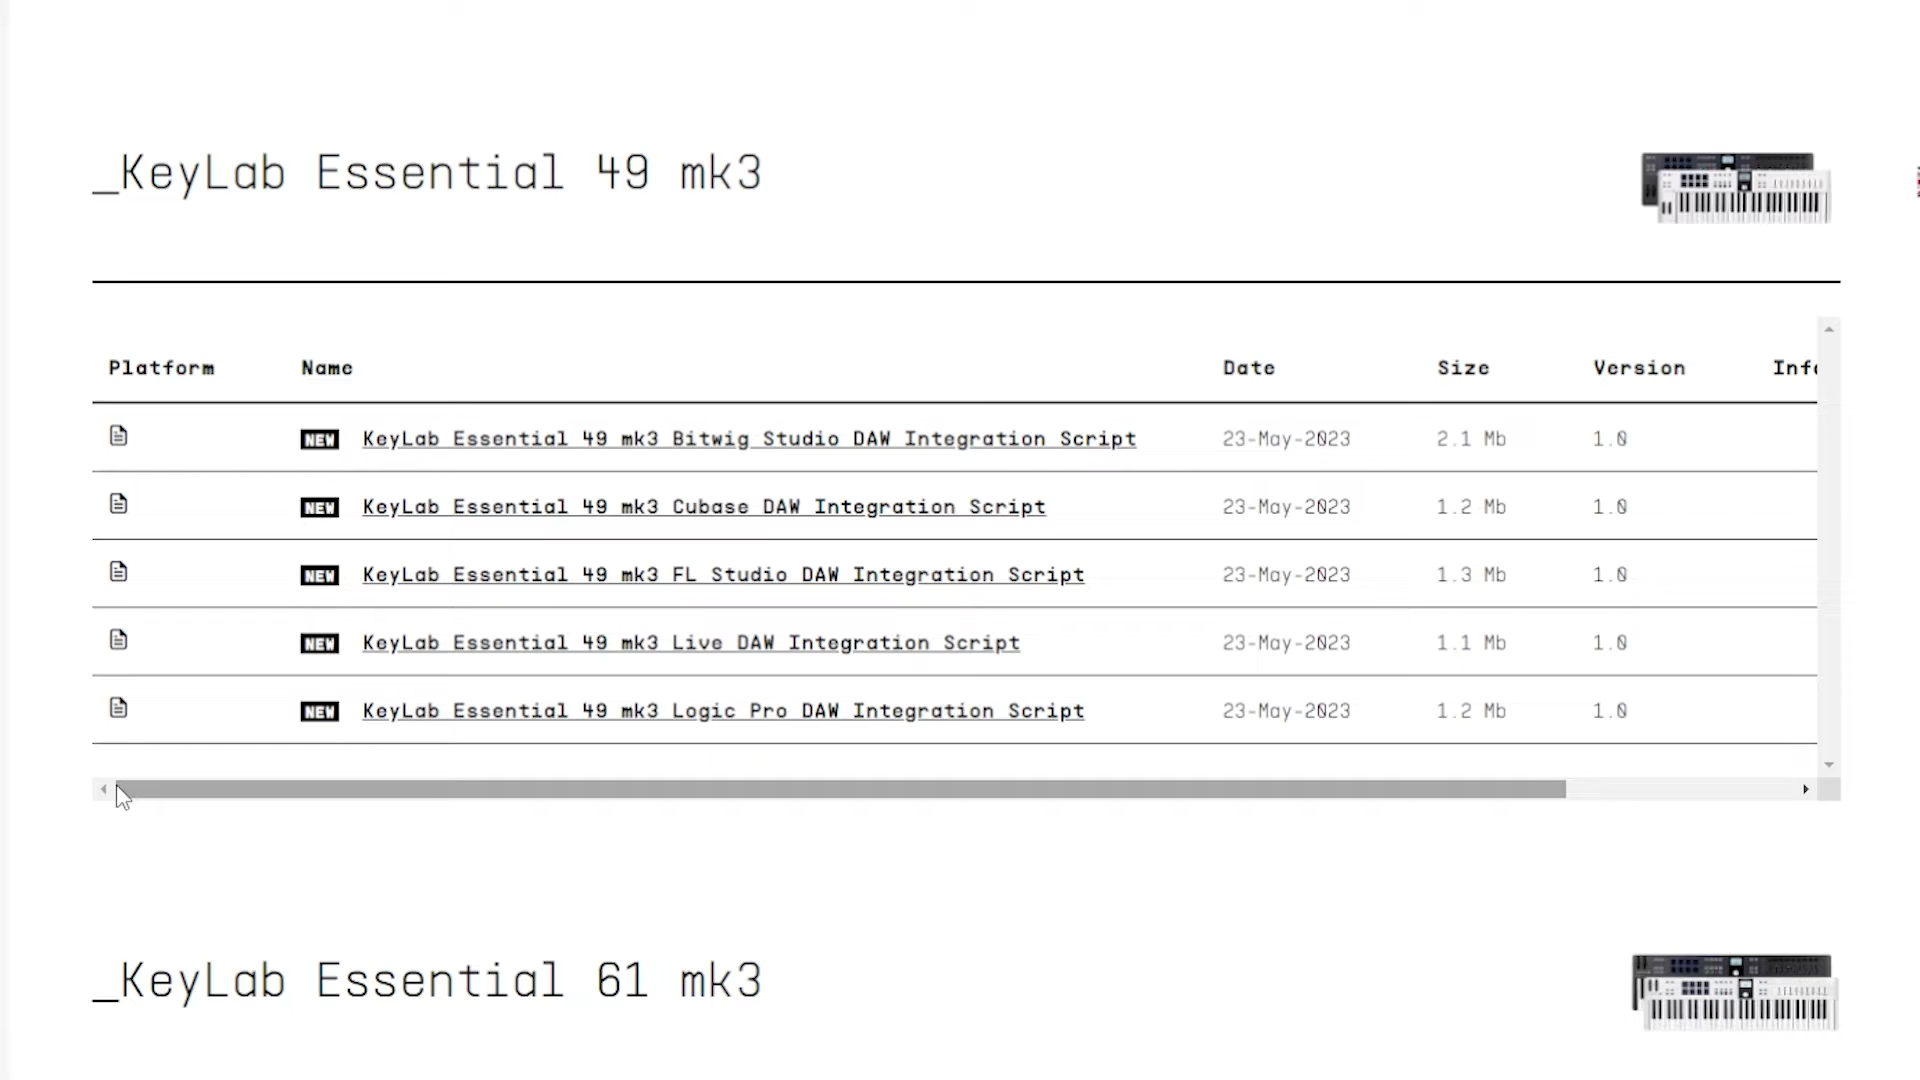 _KeyLab Essential 49 mk3
Platform Name Date Size Version Info
NEW KeyLab Essential 49 mk3 Bitwig Studio DAW Integration Script 23-May-2023 2.1 Mb 1.0
NEW KeyLab Essential 49 mk3 Cubase DAW Integration Script 23-May-2023 1.2 Mb 1.0
NEW KeyLab Essential 49 mk3 FL Studio DAW Integration Script 23-May-2023 1.3 Mb 1.0
NEW KeyLab Essential 49 mk3 Live DAW Integration Script 23-May-2023 1.1 Mb 1.0
NEW KeyLab Essential 49 mk3 Logic Pro DAW Integration Script 23-May-2023 1.2 Mb 1.0
_KeyLab Essential 61 mk3